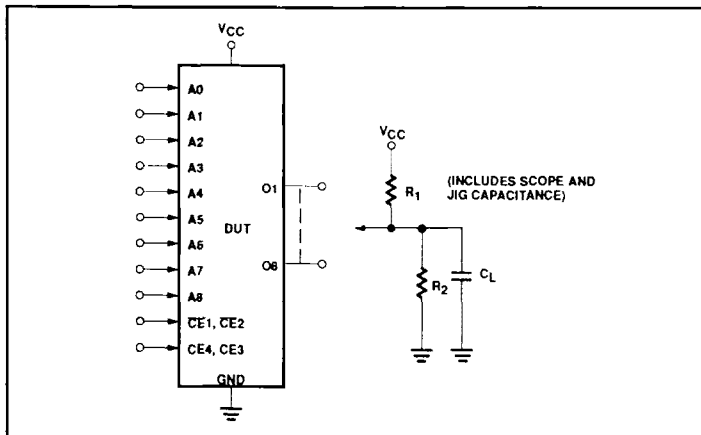 VCC
A0
A1
A2
A3
A4
A5
A6
A7
A8
CE1, CE2
CE4, CE3
DUT
O1
O8
GND
VCC
R1
(INCLUDES SCOPE AND
JIG CAPACITANCE)
R2
CL